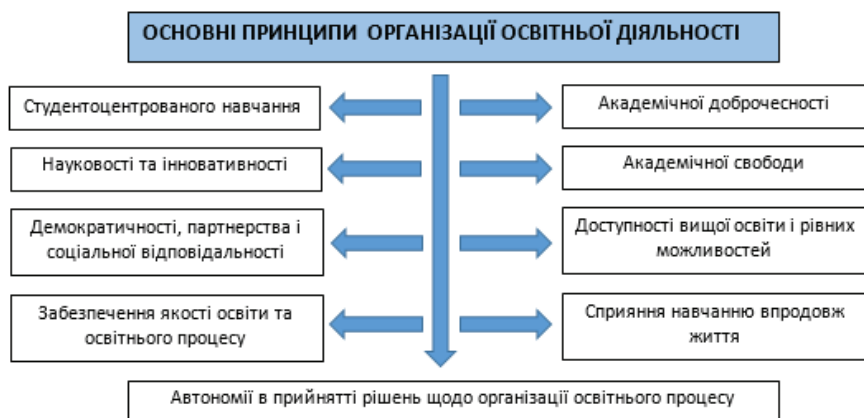 ОСНОВНІ ПРИНЦИПИ ОРГАНІЗАЦІЇ ОСВІТНЬОЇ ДІЯЛЬНОСТІ
Студентоцентрованого навчання
Академічної доброчесності
Науковості та інновативності
Академічної свободи
Демократичності, партнерства і
соціальної відповідальності
Доступності вищої освіти і рівних
можливостей
Забезпечення якості освіти та
освітнього процесу
Сприяння навчанню впродовж
життя
Автономії в прийнятті рішень щодо організації освітнього процесу